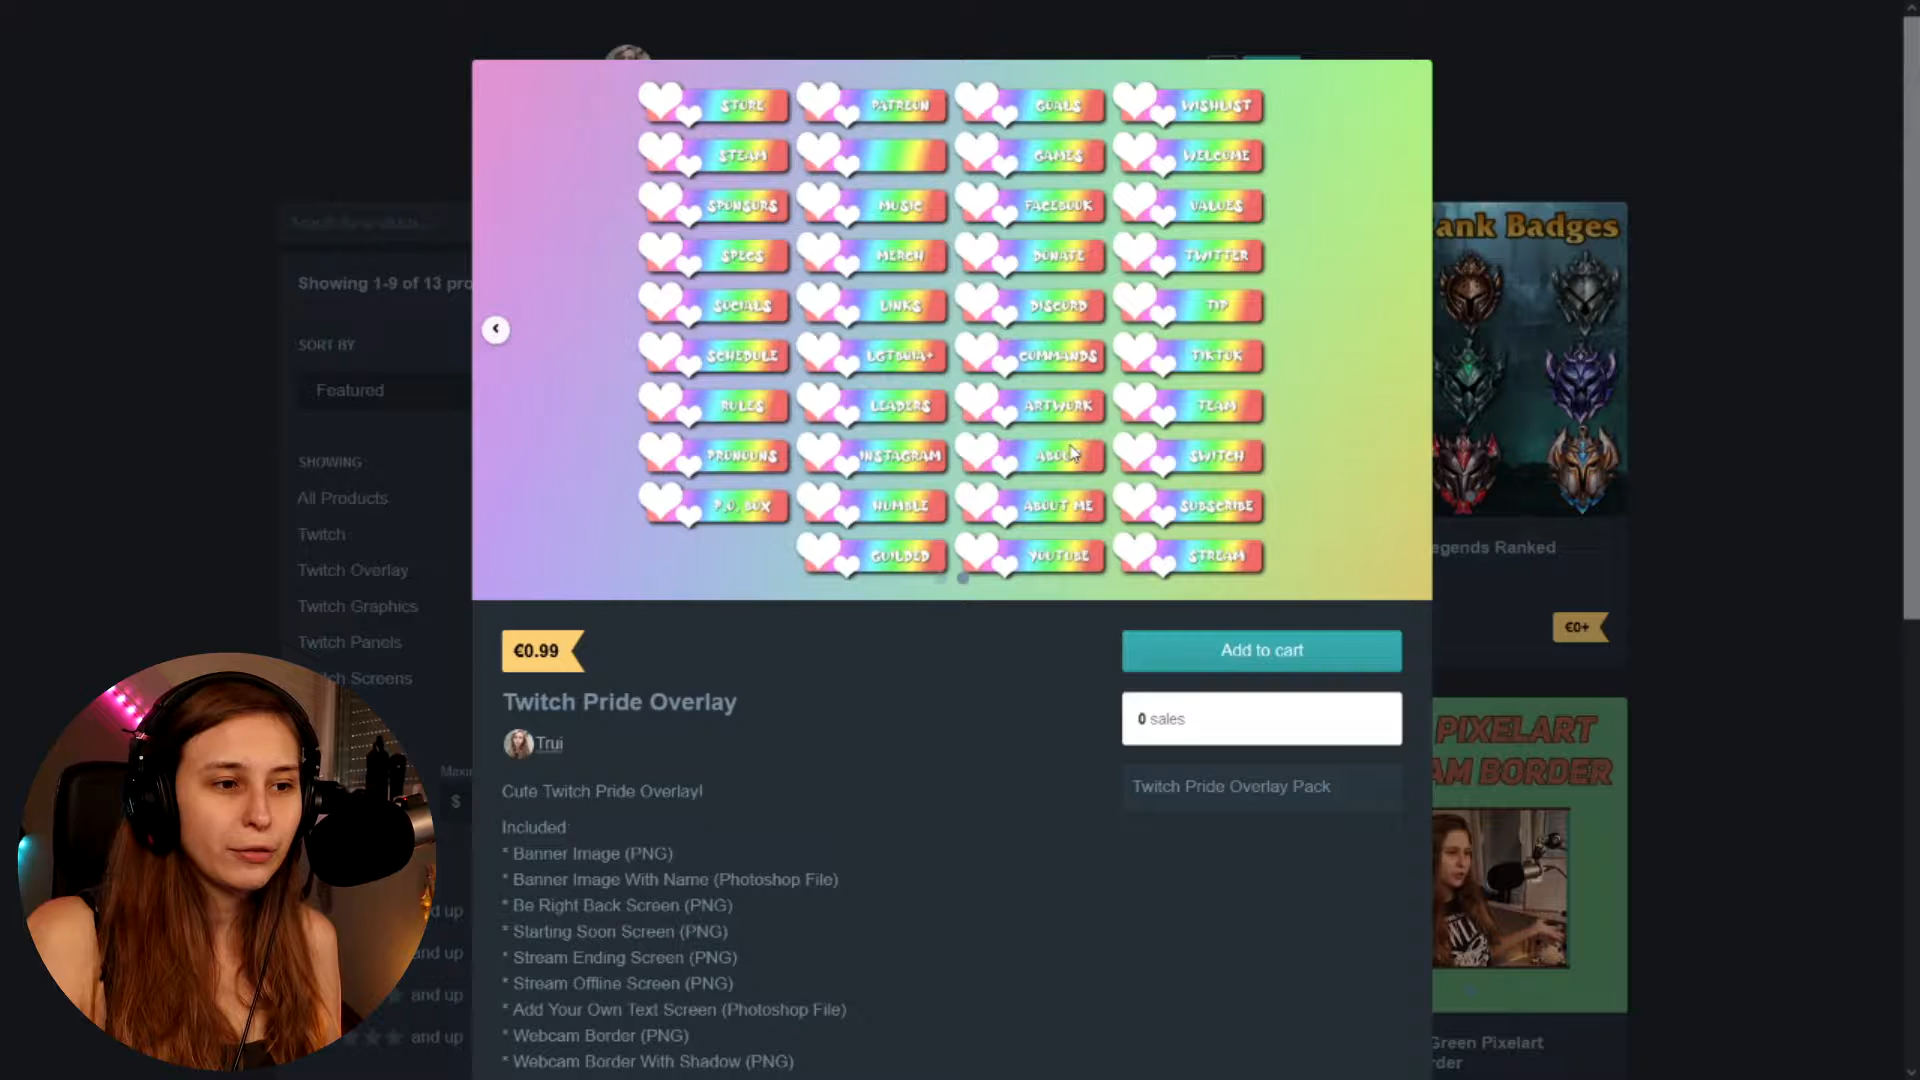 STORE PATREON GOALS WISHLIST
STEAM GAMES WELCOME
SPONSORS MUSIC FACEBOOK VALUES
SPECS MERCH DONATE TWITTER
SOCIALS LINKS DISCORD TIP
SCHEDULE LGTBQIA+ COMMANDS TIKTOK
RULES LEADERS ARTWORK TEAM
PRONOUNS INSTAGRAM ABOUT SWITCH
P.O. BOX HUMBLE ABOUT ME SUBSCRIBE
GUILDED YOUTUBE STREAM
Showing 1-9 of 13 pro
SORT BY
Featured
SHOWING
All Products
Twitch
Twitch Overlay
Twitch Graphics
Twitch Panels
tch Screens
$
d up
and up
and up
and up
€0.99
Twitch Pride Overlay
Trui
Cute Twitch Pride Overlay!
Included:
* Banner Image (PNG)
* Banner Image With Name (Photoshop File)
* Be Right Back Screen (PNG)
* Starting Soon Screen (PNG)
* Stream Ending Screen (PNG)
* Stream Offline Screen (PNG)
* Add Your Own Text Screen (Photoshop File)
* Webcam Border (PNG)
* Webcam Border With Shadow (PNG)
Add to cart
0 sales
Twitch Pride Overlay Pack
ank Badges
egends Ranked
€0+
PIXELART
AM BORDER
Green Pixelart
rder